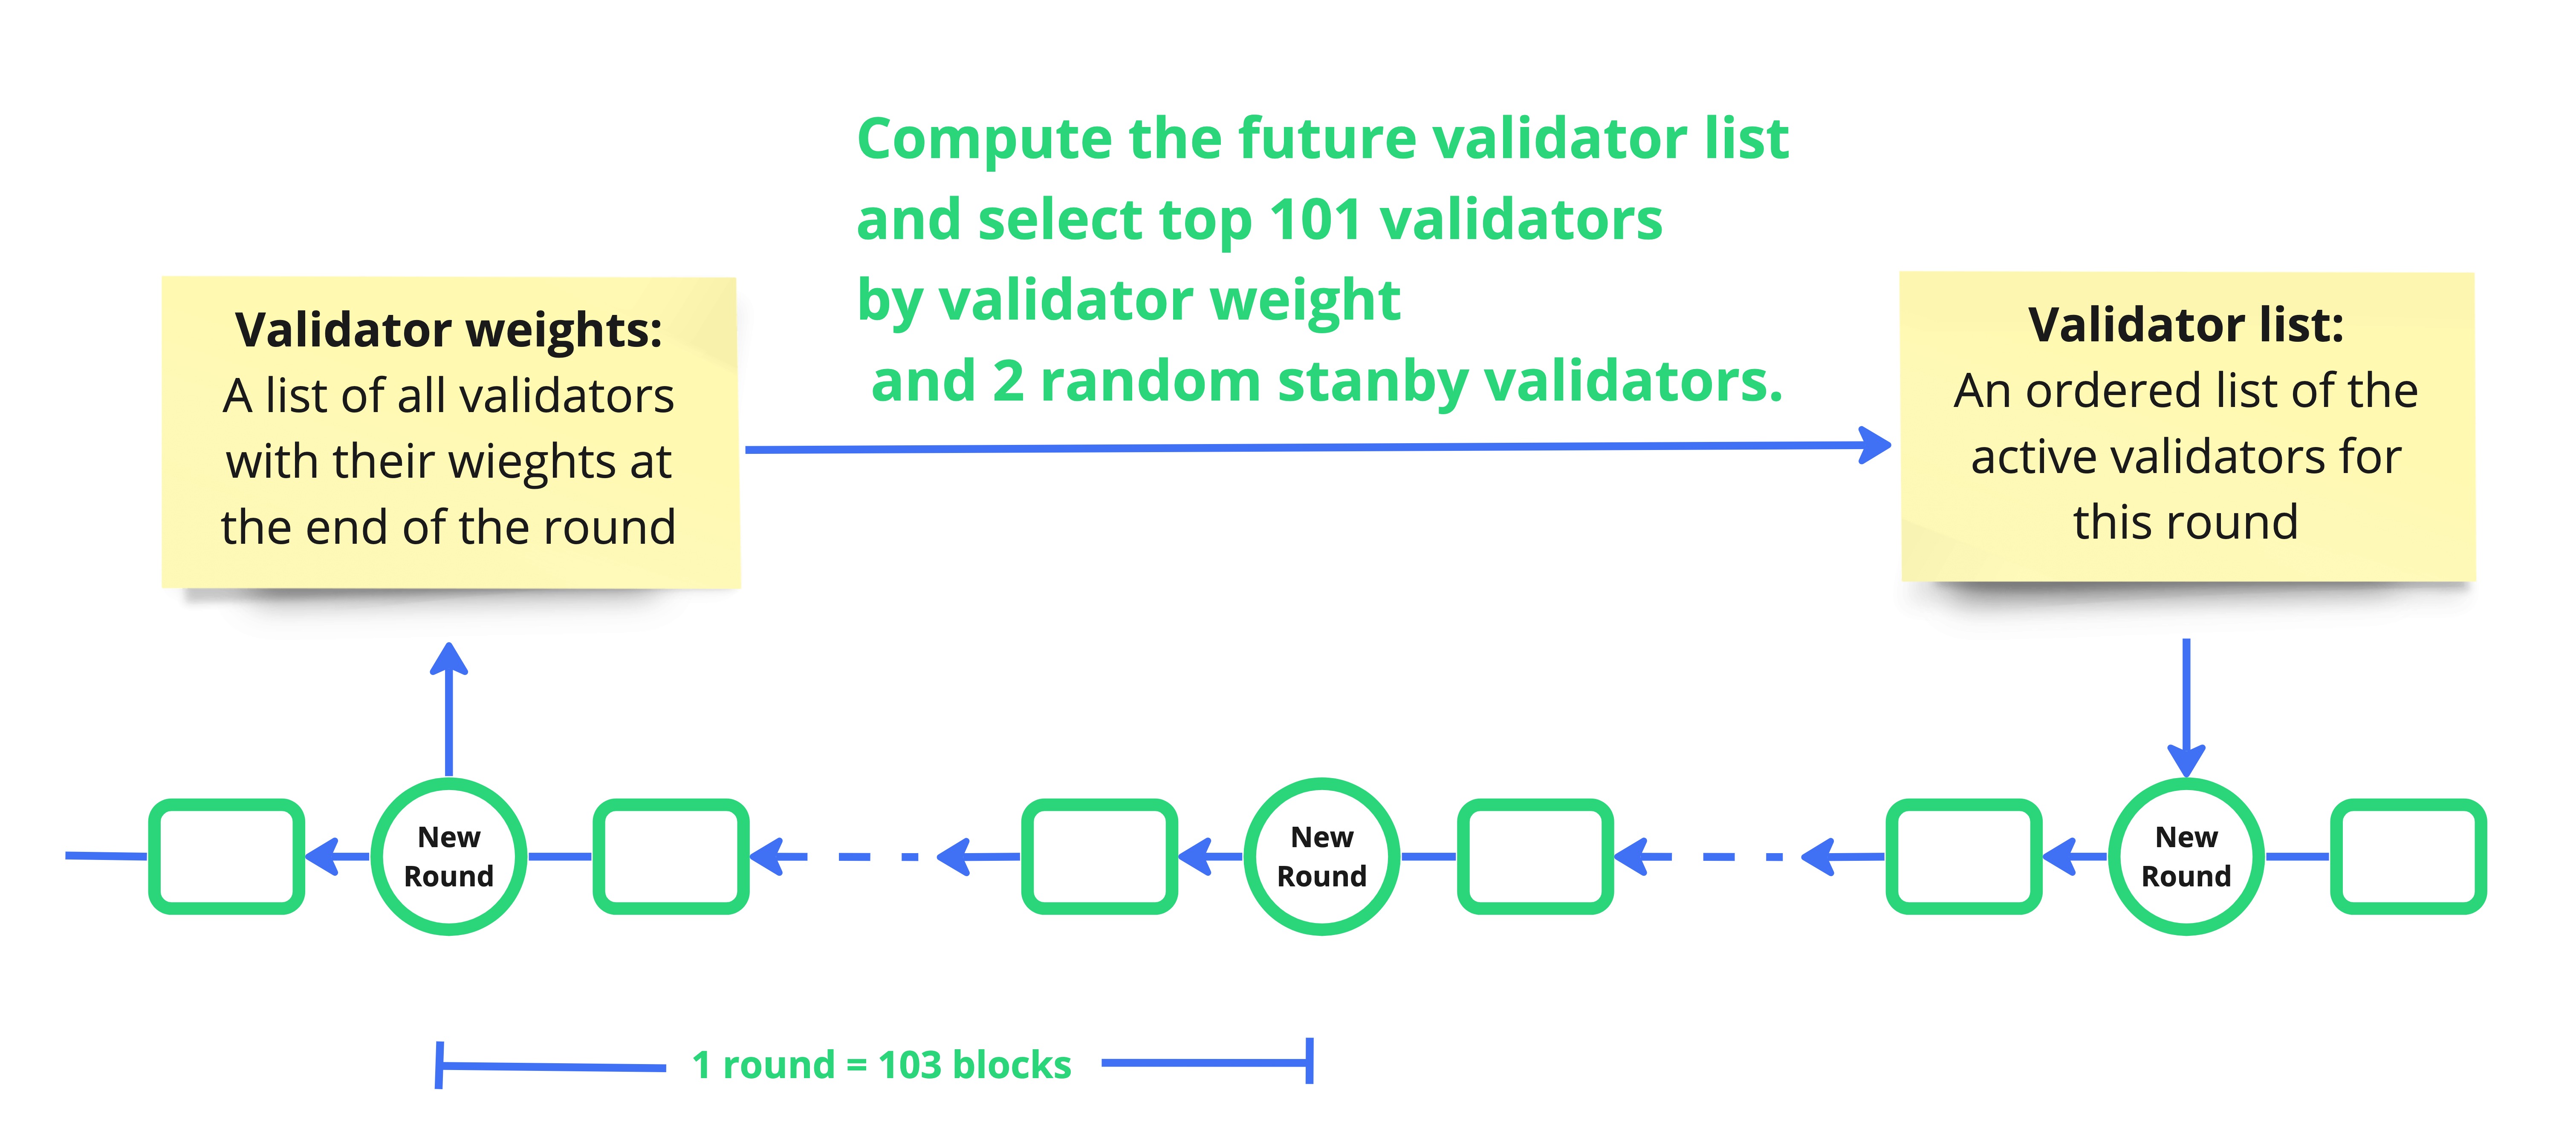 Compute the future validator list
and select top 101 validators
by validator weight
and 2 random stanby validators.
Validator weights:
A list of all validators
with their wieghts at
the end of the round
Validator list:
An ordered list of the
active validators for
this round
New
Round
New
Round
New
Round
1 round = 103 blocks